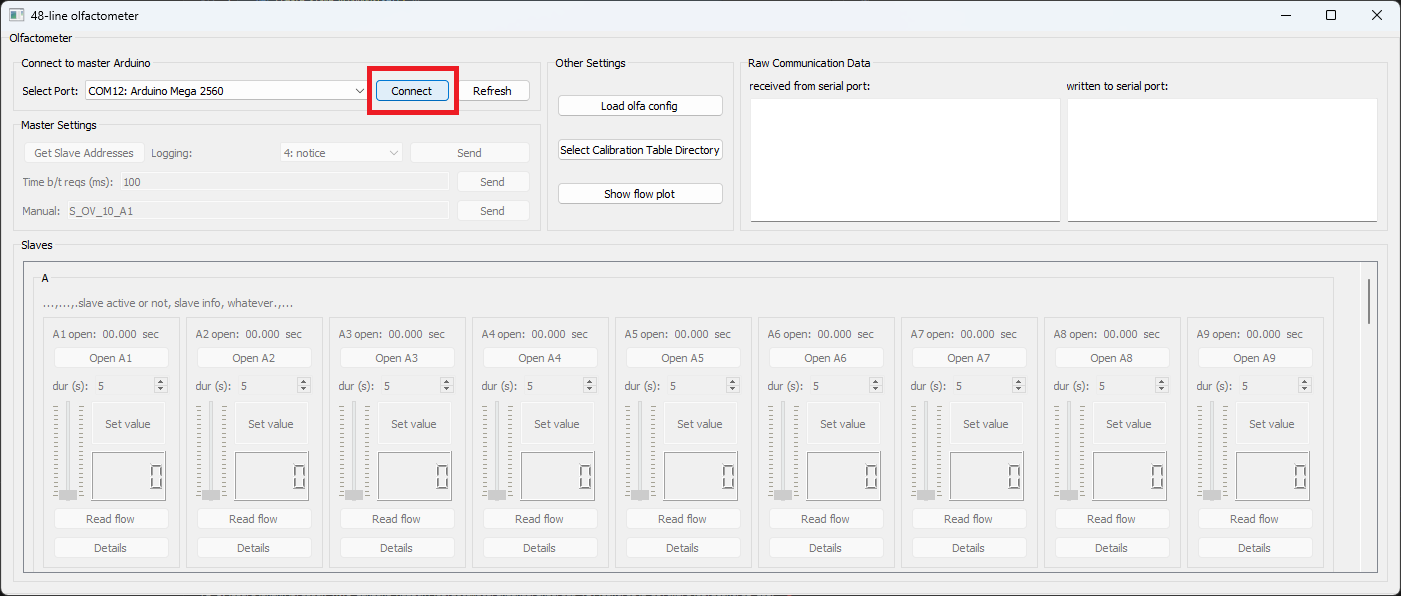 48-line olfactometer
Olfactometer
Connect to master Arduino
Select Port: COM12: Arduino Mega 2560 Connect Refresh
Master Settings
Get Slave Addresses Logging: 4: notice Send
Time b/t reqs (ms): 100 Send
Manual: S_OV_10_A1 Send
Other Settings
Load olfa config
Select Calibration Table Directory
Show flow plot
Raw Communication Data
received from serial port: written to serial port:
Slaves
A
...,...,.slave active or not, slave info, whatever.,...
A1 open: 00.000 sec A2 open: 00.000 sec A3 open: 00.000 sec A4 open: 00.000 sec A5 open: 00.000 sec A6 open: 00.000 sec A7 open: 00.000 sec A8 open: 00.000 sec A9 open: 00.000 sec
Open A1 Open A2 Open A3 Open A4 Open A5 Open A6 Open A7 Open A8 Open A9
dur (s): 5 dur (s): 5 dur (s): 5 dur (s): 5 dur (s): 5 dur (s): 5 dur (s): 5 dur (s): 5 dur (s): 5
Set value Set value Set value Set value Set value Set value Set value Set value Set value
0 0 0 0 0 0 0 0 0
Read flow Read flow Read flow Read flow Read flow Read flow Read flow Read flow Read flow
Details Details Details Details Details Details Details Details Details